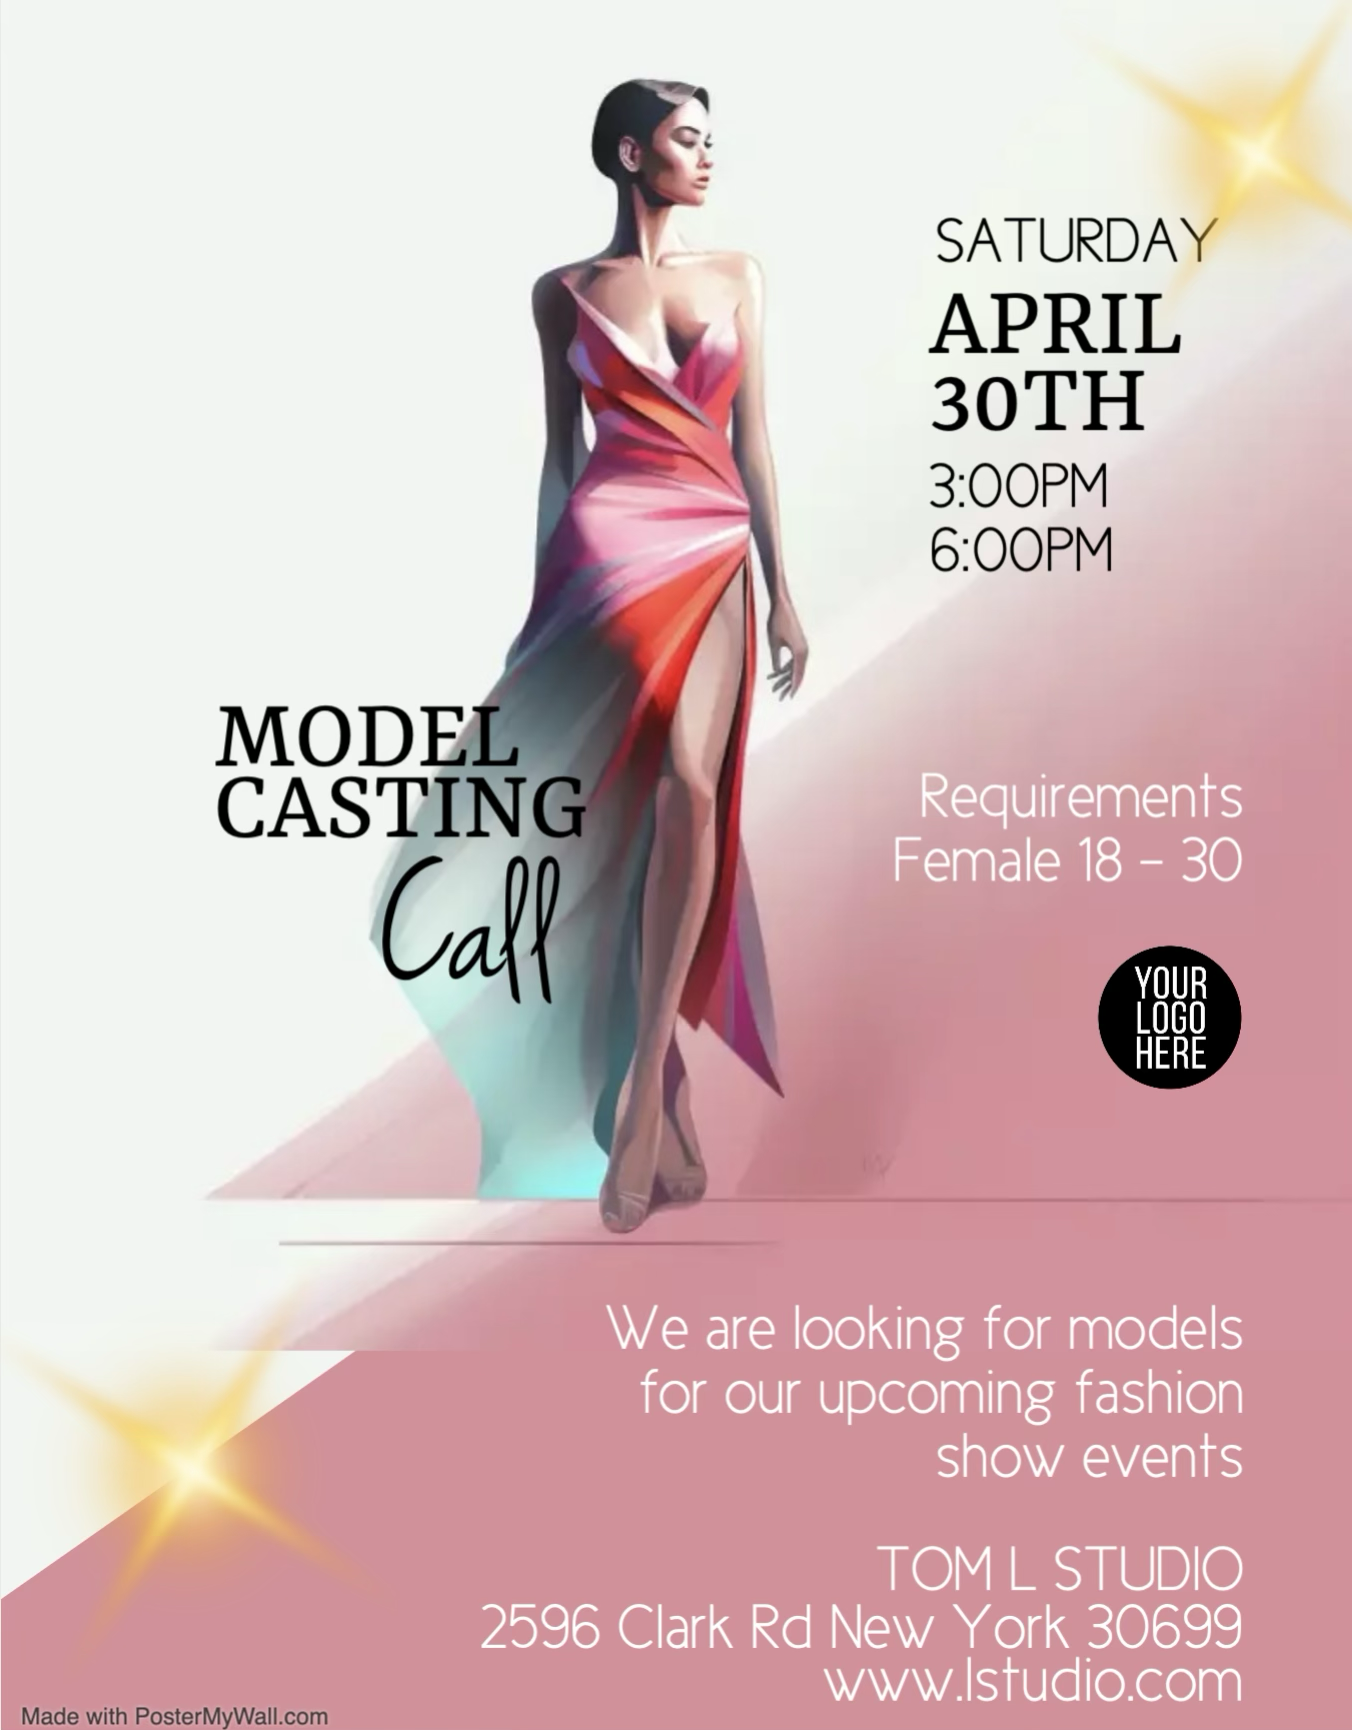 SATURDAY
APRIL
30TH
3:00PM
6:00PM
MODEL
CASTING
Call
Requirements
Female 18 - 30
YOUR
LOGO
HERE
We are looking for models
for our upcoming fashion
show events
TOM L STUDIO
2596 Clark Rd New York 30699
www.lstudio.com
Made with PosterMyWall.com